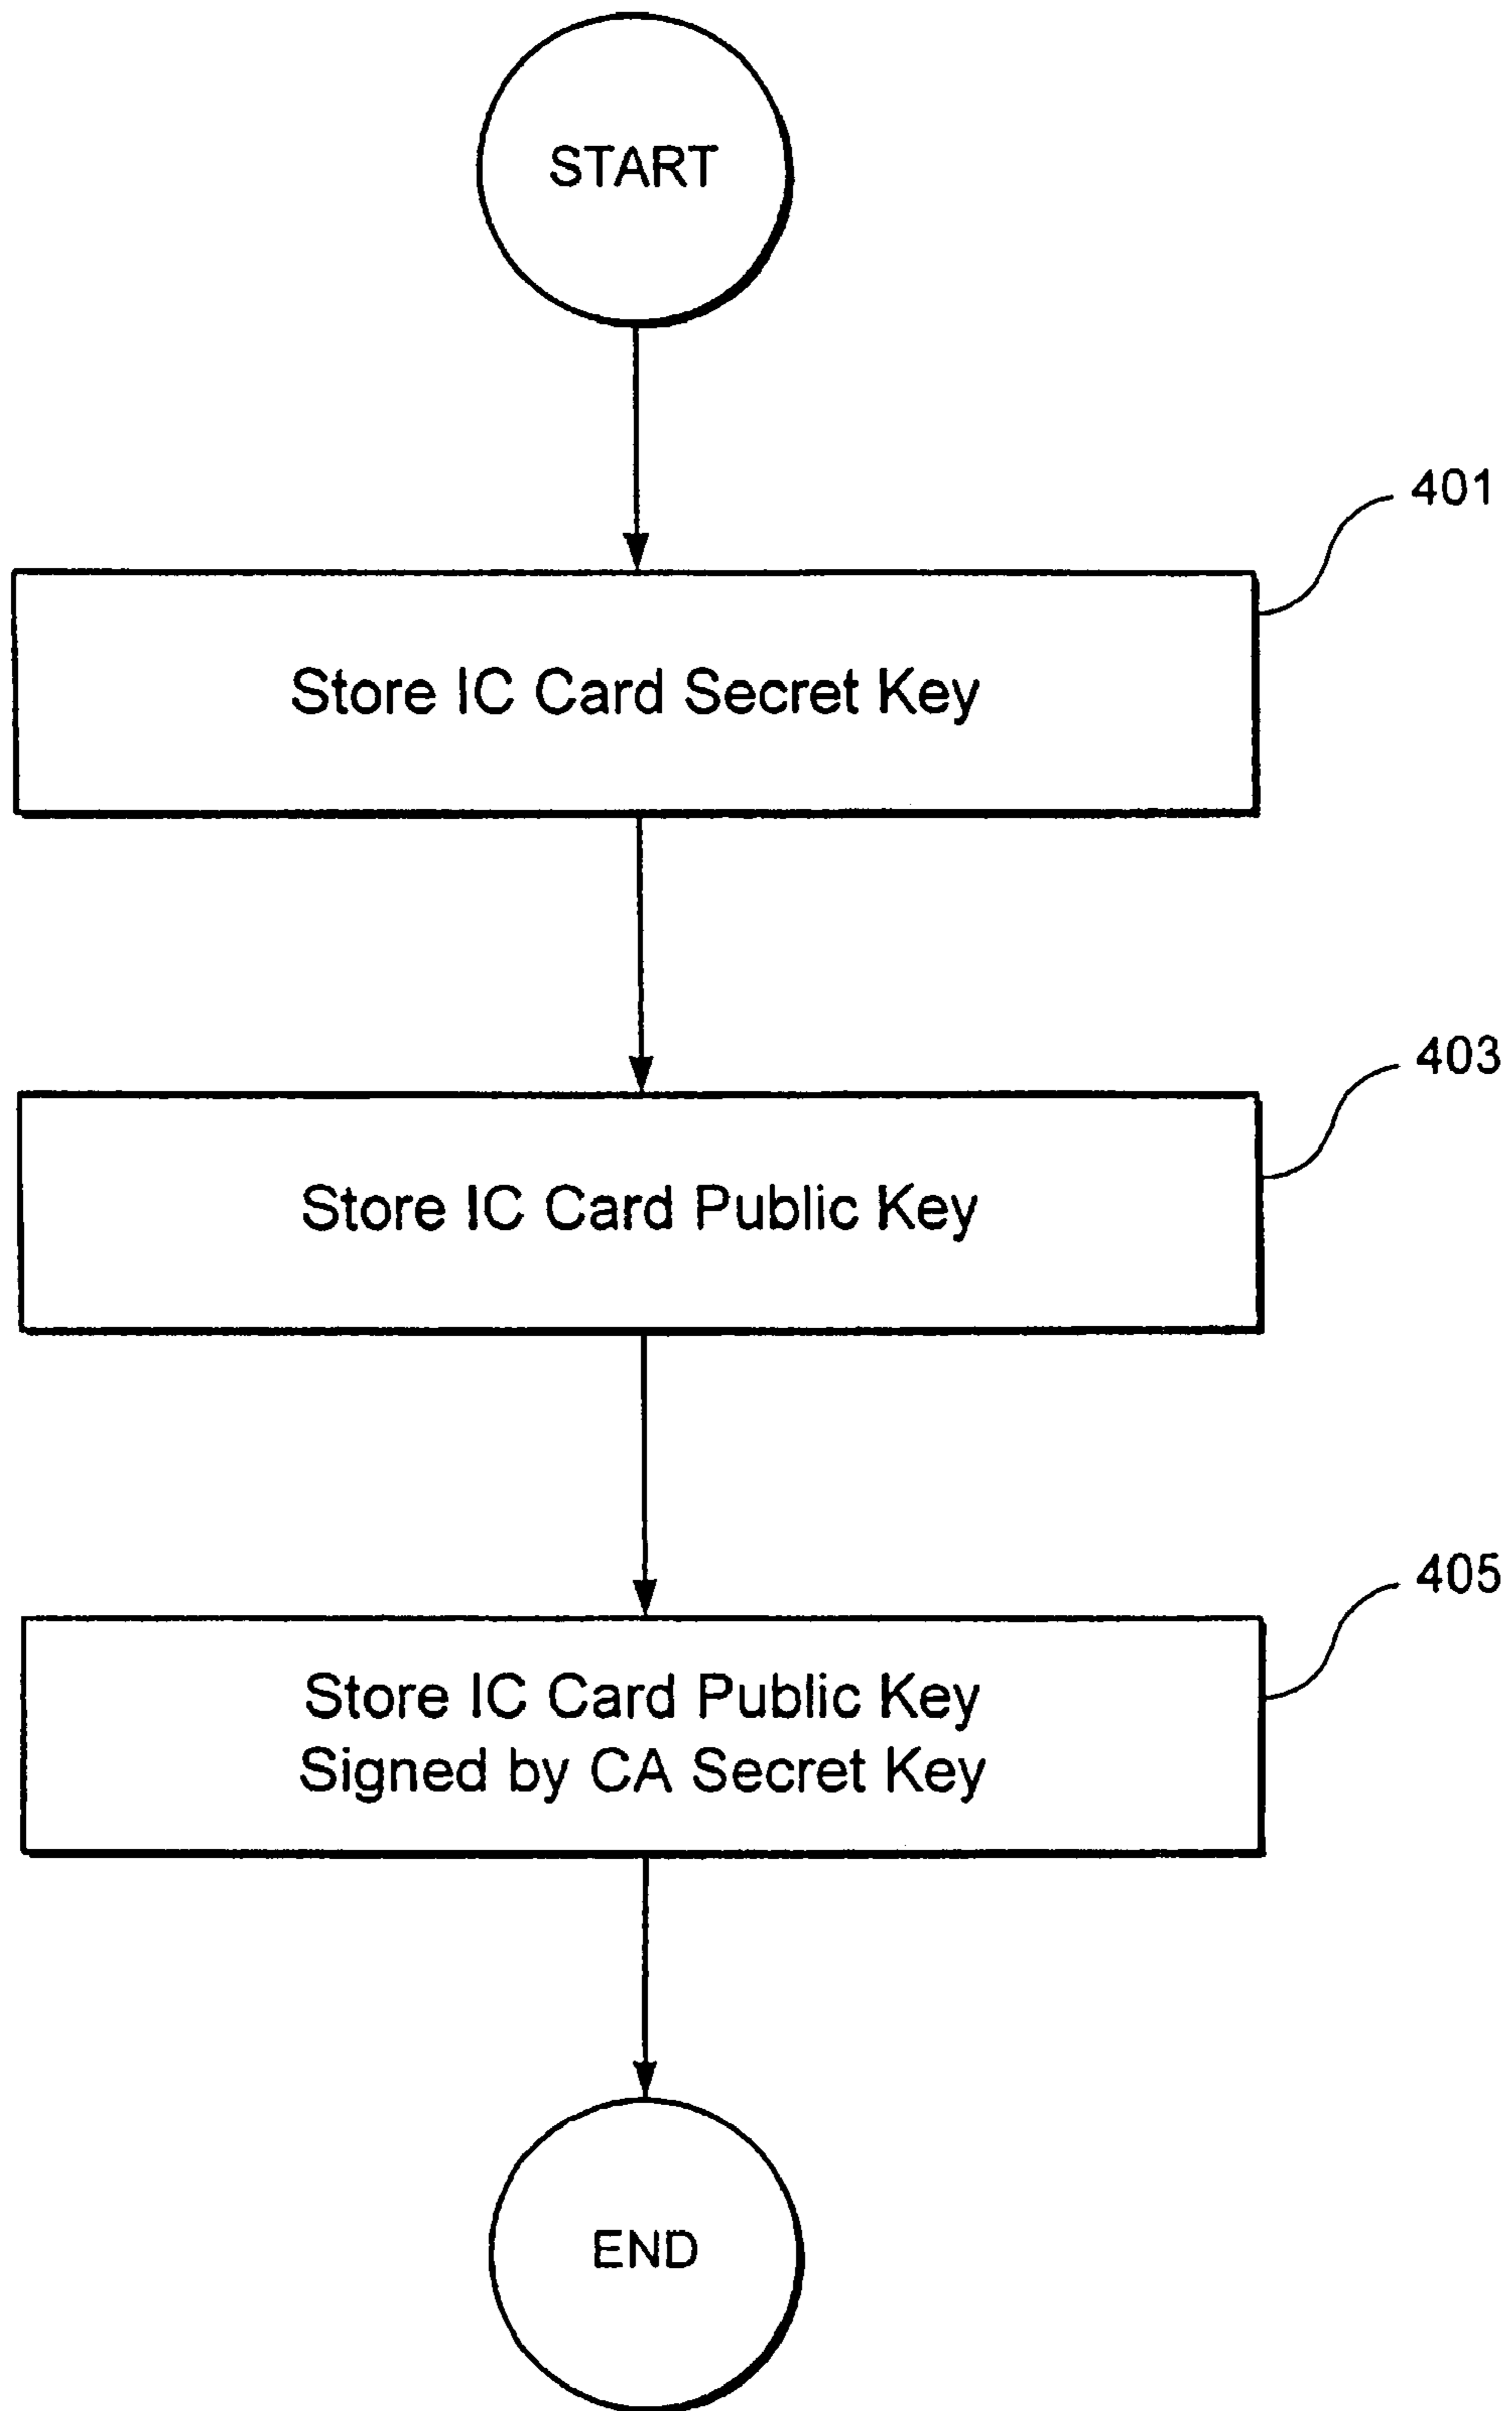 START
401
Store IC Card Secret Key
403
Store IC Card Public Key
405
Store IC Card Public Key
Signed by CA Secret Key
END